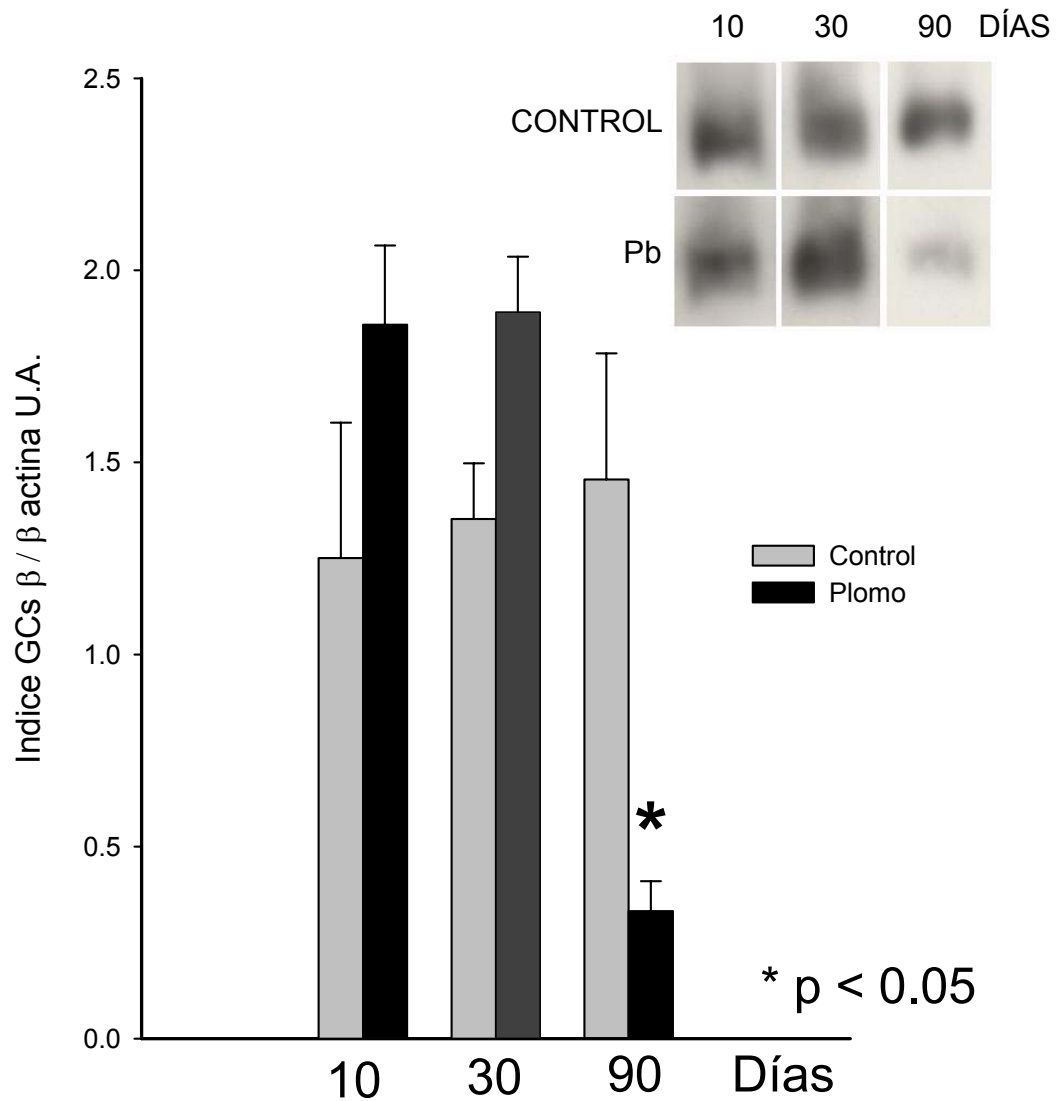 10 30 90 DÍAS
CONTROL
Pb
2.5
2.0
1.5
1.0
0.5
0.0
Indice GCs β / β actina U.A.
Control
Plomo
*
* p < 0.05
10 30 90 Días